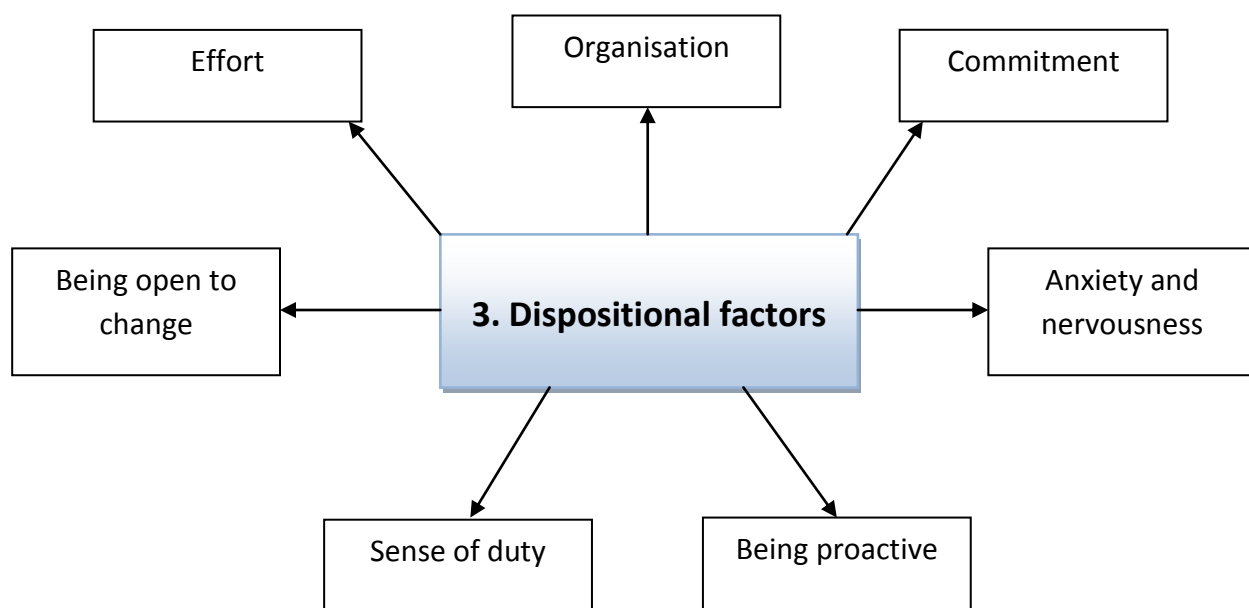 Effort
Organisation
Commitment
Being open to
change
3. Dispositional factors
Anxiety and
nervousness
Sense of duty
Being proactive